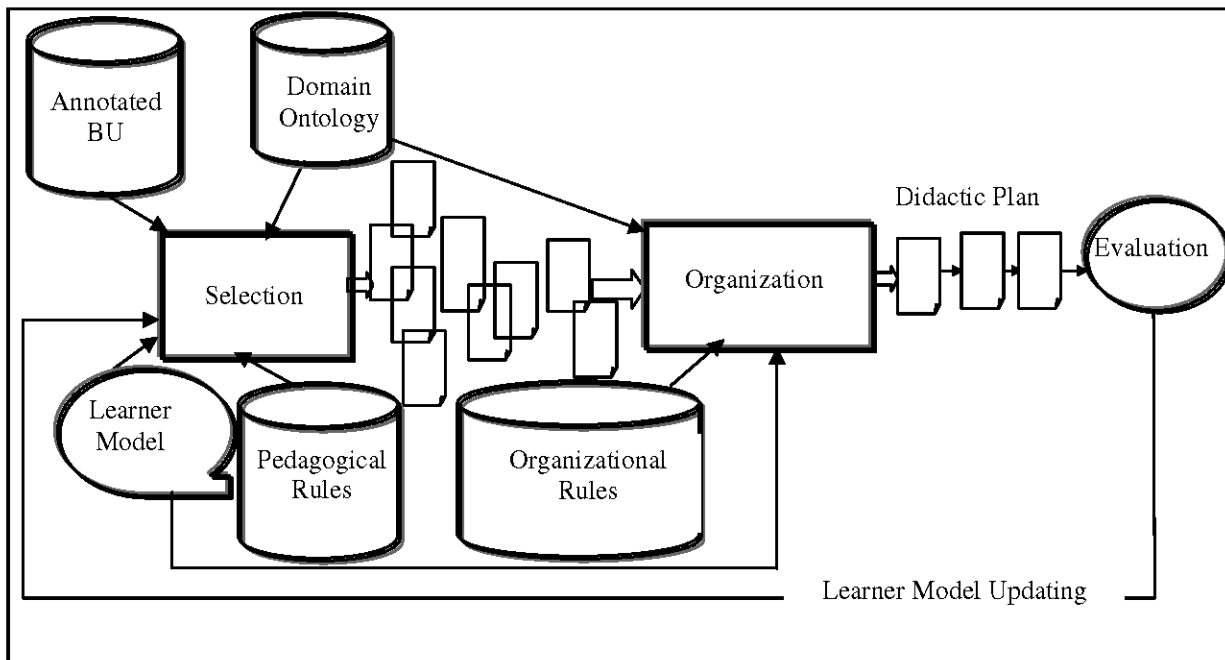 Annotated
BU
Domain
Ontology
Didactic Plan
Selection
Organization
Evaluation
Learner
Model
Pedagogical
Rules
Organizational
Rules
Learner Model Updating